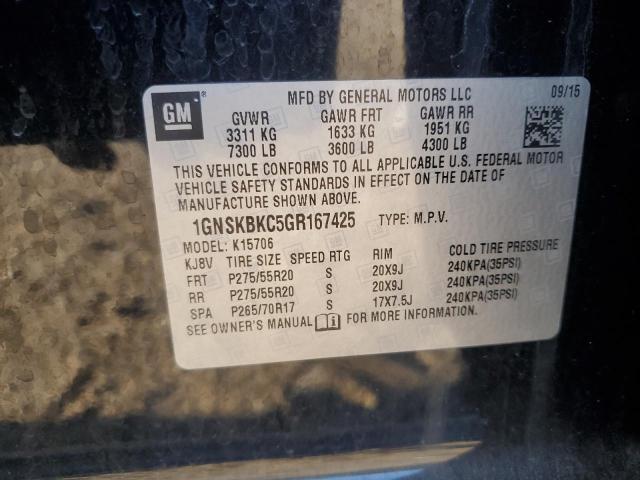 GM
MFD BY GENERAL MOTORS LLC 09/15
GVWR GAWR FRT GAWR RR
3311 KG 1633 KG 1951 KG
7300 LB 3600 LB 4300 LB
THIS VEHICLE CONFORMS TO ALL APPLICABLE U.S. FEDERAL MOTOR
VEHICLE SAFETY STANDARDS IN EFFECT ON THE DATE OF
MANUFACTURE SHOWN ABOVE.
1GNSKBKC5GR167425 TYPE: M.P.V.
MODEL: K15706
KJ8V TIRE SIZE SPEED RTG RIM COLD TIRE PRESSURE
FRT P275/55R20 S 20X9J 240KPA(35PSI)
RR P275/55R20 S 20X9J 240KPA(35PSI)
SPA P265/70R17 S 17X7.5J 240KPA(35PSI)
SEE OWNER'S MANUAL FOR MORE INFORMATION.